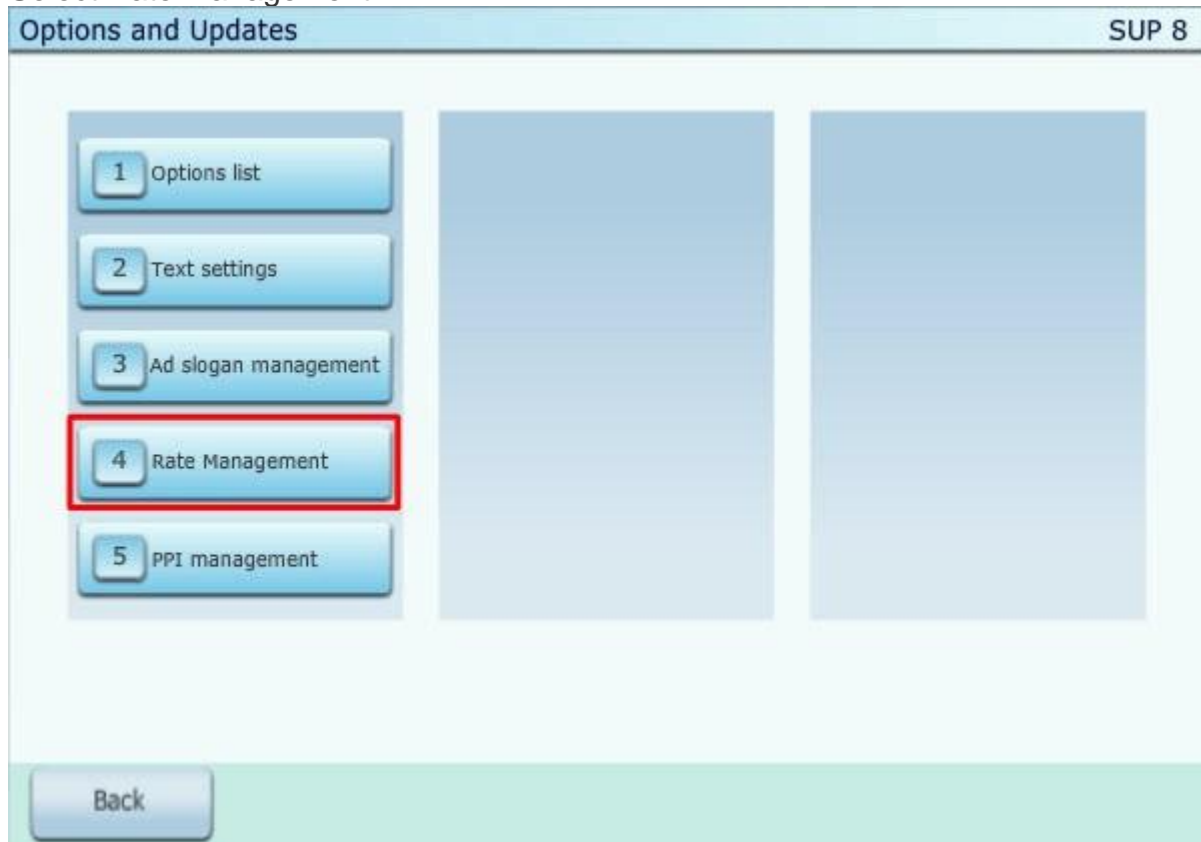 Options and Updates SUP 8
1 Options list
2 Text settings
3 Ad slogan management
4 Rate Management
5 PPI management
Back